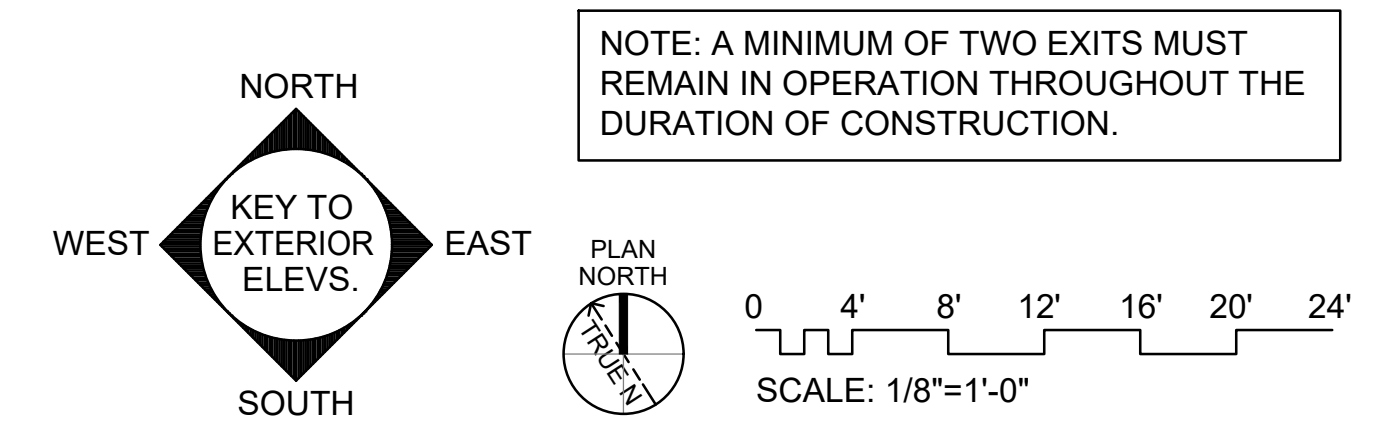 NOTE: A MINIMUM OF TWO EXITS MUST
REMAIN IN OPERATION THROUGHOUT THE
DURATION OF CONSTRUCTION.
NORTH
WEST
KEY TO
EXTERIOR
ELEVS.
EAST
SOUTH
PLAN
NORTH
TRUE N
0 4' 8' 12' 16' 20' 24'
SCALE: 1/8"=1'-0"